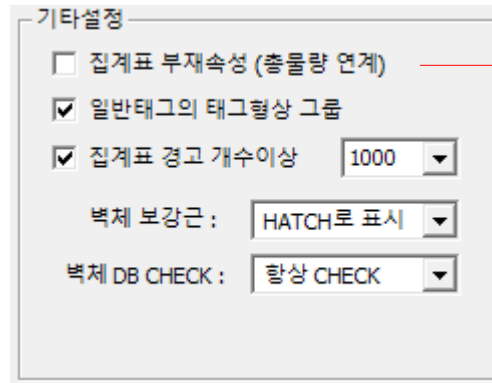 기타설정
집계표 부재속성 (총물량 연계)
일반태그의 태그형상 그룹
집계표 경고 개수이상 1000
벽체 보강근 : HATCH로 표시
벽체 DB CHECK : 항상 CHECK